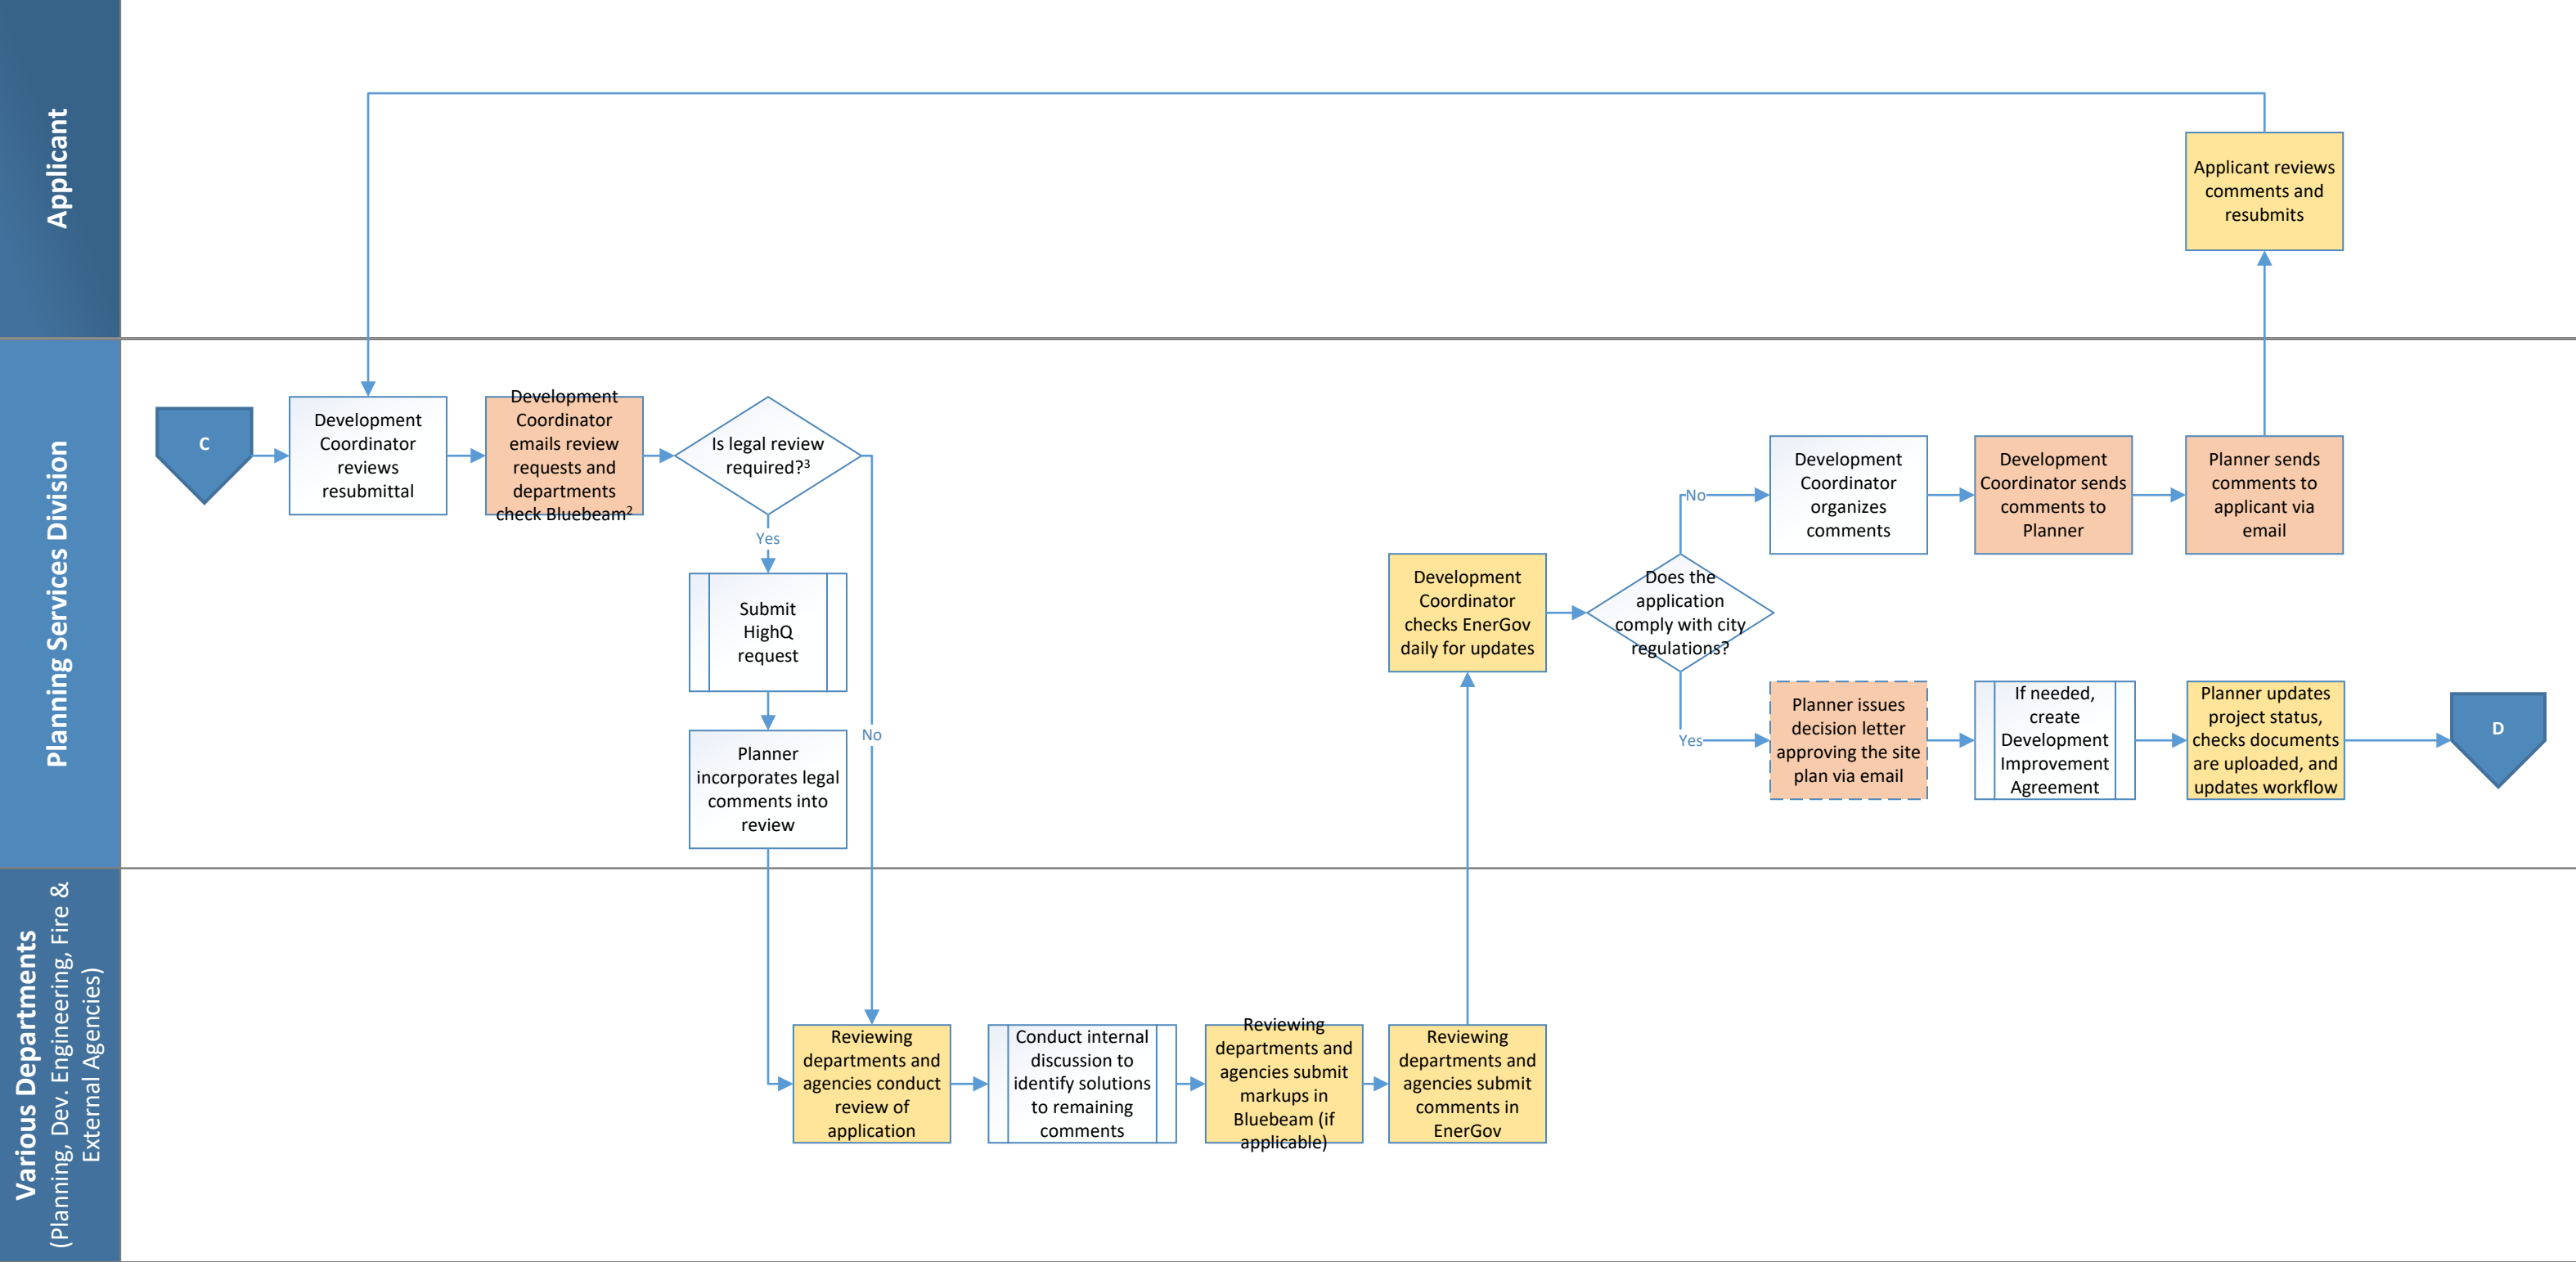 Applicant
Applicant reviews
comments and
resubmits
Planning Services Division
C
Development
Coordinator
reviews
resubmittal
Development
Coordinator
emails review
requests and
departments
check Bluebeam²
Is legal review
required?³
Yes
No
Submit
HighQ
request
Planner
incorporates legal
comments into
review
Development
Coordinator
checks EnerGov
daily for updates
Does the
application
comply with city
regulations?
No
Development
Coordinator
organizes
comments
Development
Coordinator sends
comments to
Planner
Planner sends
comments to
applicant via
email
Yes
Planner issues
decision letter
approving the site
plan via email
If needed,
create
Development
Improvement
Agreement
Planner updates
project status,
checks documents
are uploaded, and
updates workflow
D
Various Departments
(Planning, Dev. Engineering, Fire &
External Agencies)
Reviewing
departments and
agencies conduct
review of
application
Conduct internal
discussion to
identify solutions
to remaining
comments
Reviewing
departments and
agencies submit
markups in
Bluebeam (if
applicable)
Reviewing
departments and
agencies submit
comments in
EnerGov